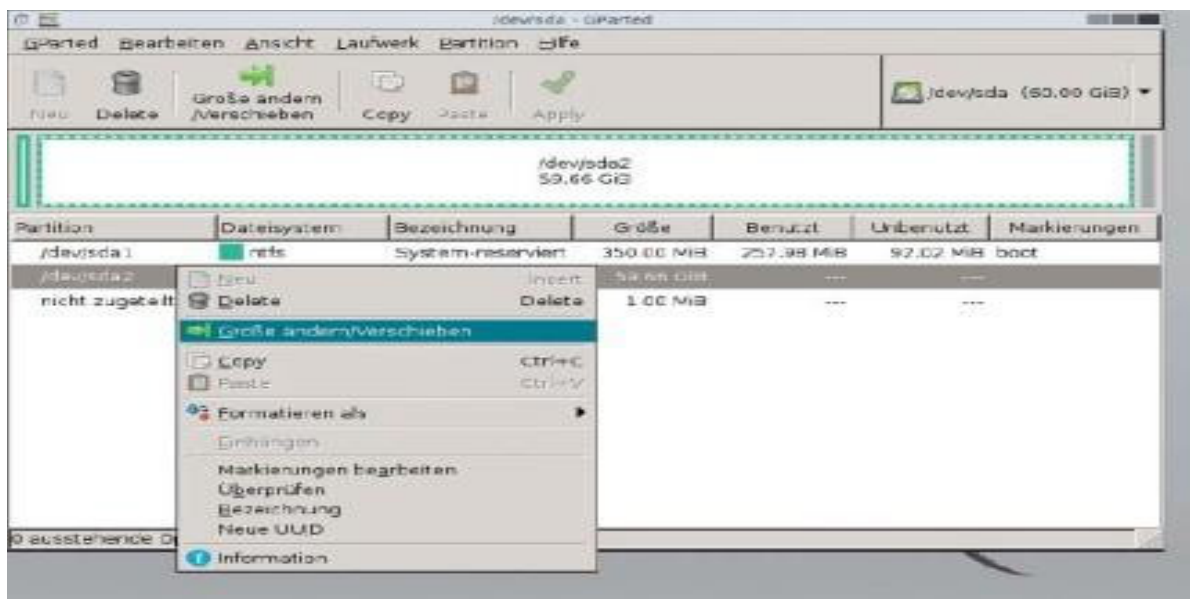 /dev/sda - GParted
GParted Bearbeiten Ansicht Laufwerk Partition Hilfe
Neu Delete Größe ändern/Verschieben Copy Paste Apply /dev/sda (60.00 GiB)
/dev/sda2
59.66 GiB
Partition Dateisystem Bezeichnung Größe Benutzt Unbenutzt Markierungen
/dev/sda1 ntfs System-reserviert 350.00 MiB 257.98 MiB 92.02 MiB boot
/dev/sda2 59.66 GiB --- ---
nicht zugeteilt 1.00 MiB --- ---
Neu Insert
Delete Delete
Größe ändern/Verschieben
Copy Ctrl+C
Paste Ctrl+V
Formatieren als
Einhängen
Markierungen bearbeiten
Überprüfen
Bezeichnung
Neue UUID
Information
0 ausstehende